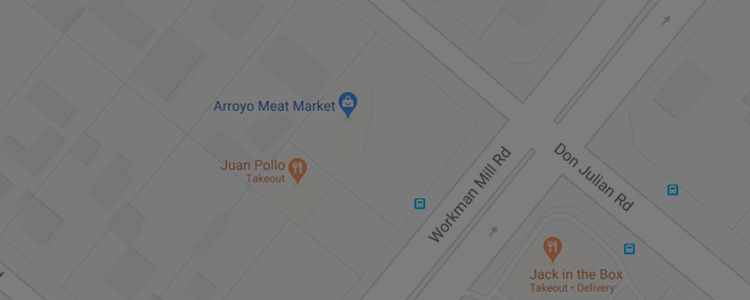 Arroyo Meat Market
Juan Pollo
Takeout
Workman Mill Rd
Don Julian Rd
Jack in the Box
Takeout • Delivery